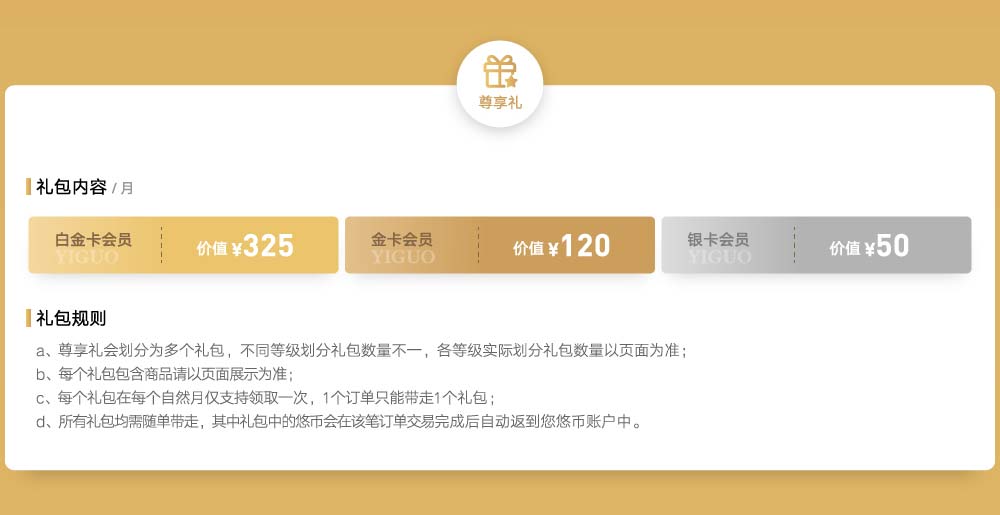 尊享礼
礼包内容 / 月
白金卡会员
YIGUO
价值 ¥325
金卡会员
YIGUO
价值 ¥120
银卡会员
YIGUO
价值 ¥50
礼包规则
a、尊享礼会划分为多个礼包，不同等级划分礼包数量不一，各等级实际划分礼包数量以页面为准；
b、每个礼包包含商品请以页面展示为准；
c、每个礼包在每个自然月仅支持领取一次，1个订单只能带走1个礼包；
d、所有礼包均需随单带走，其中礼包中的悠币会在该笔订单交易完成后自动返到您悠币账户中。